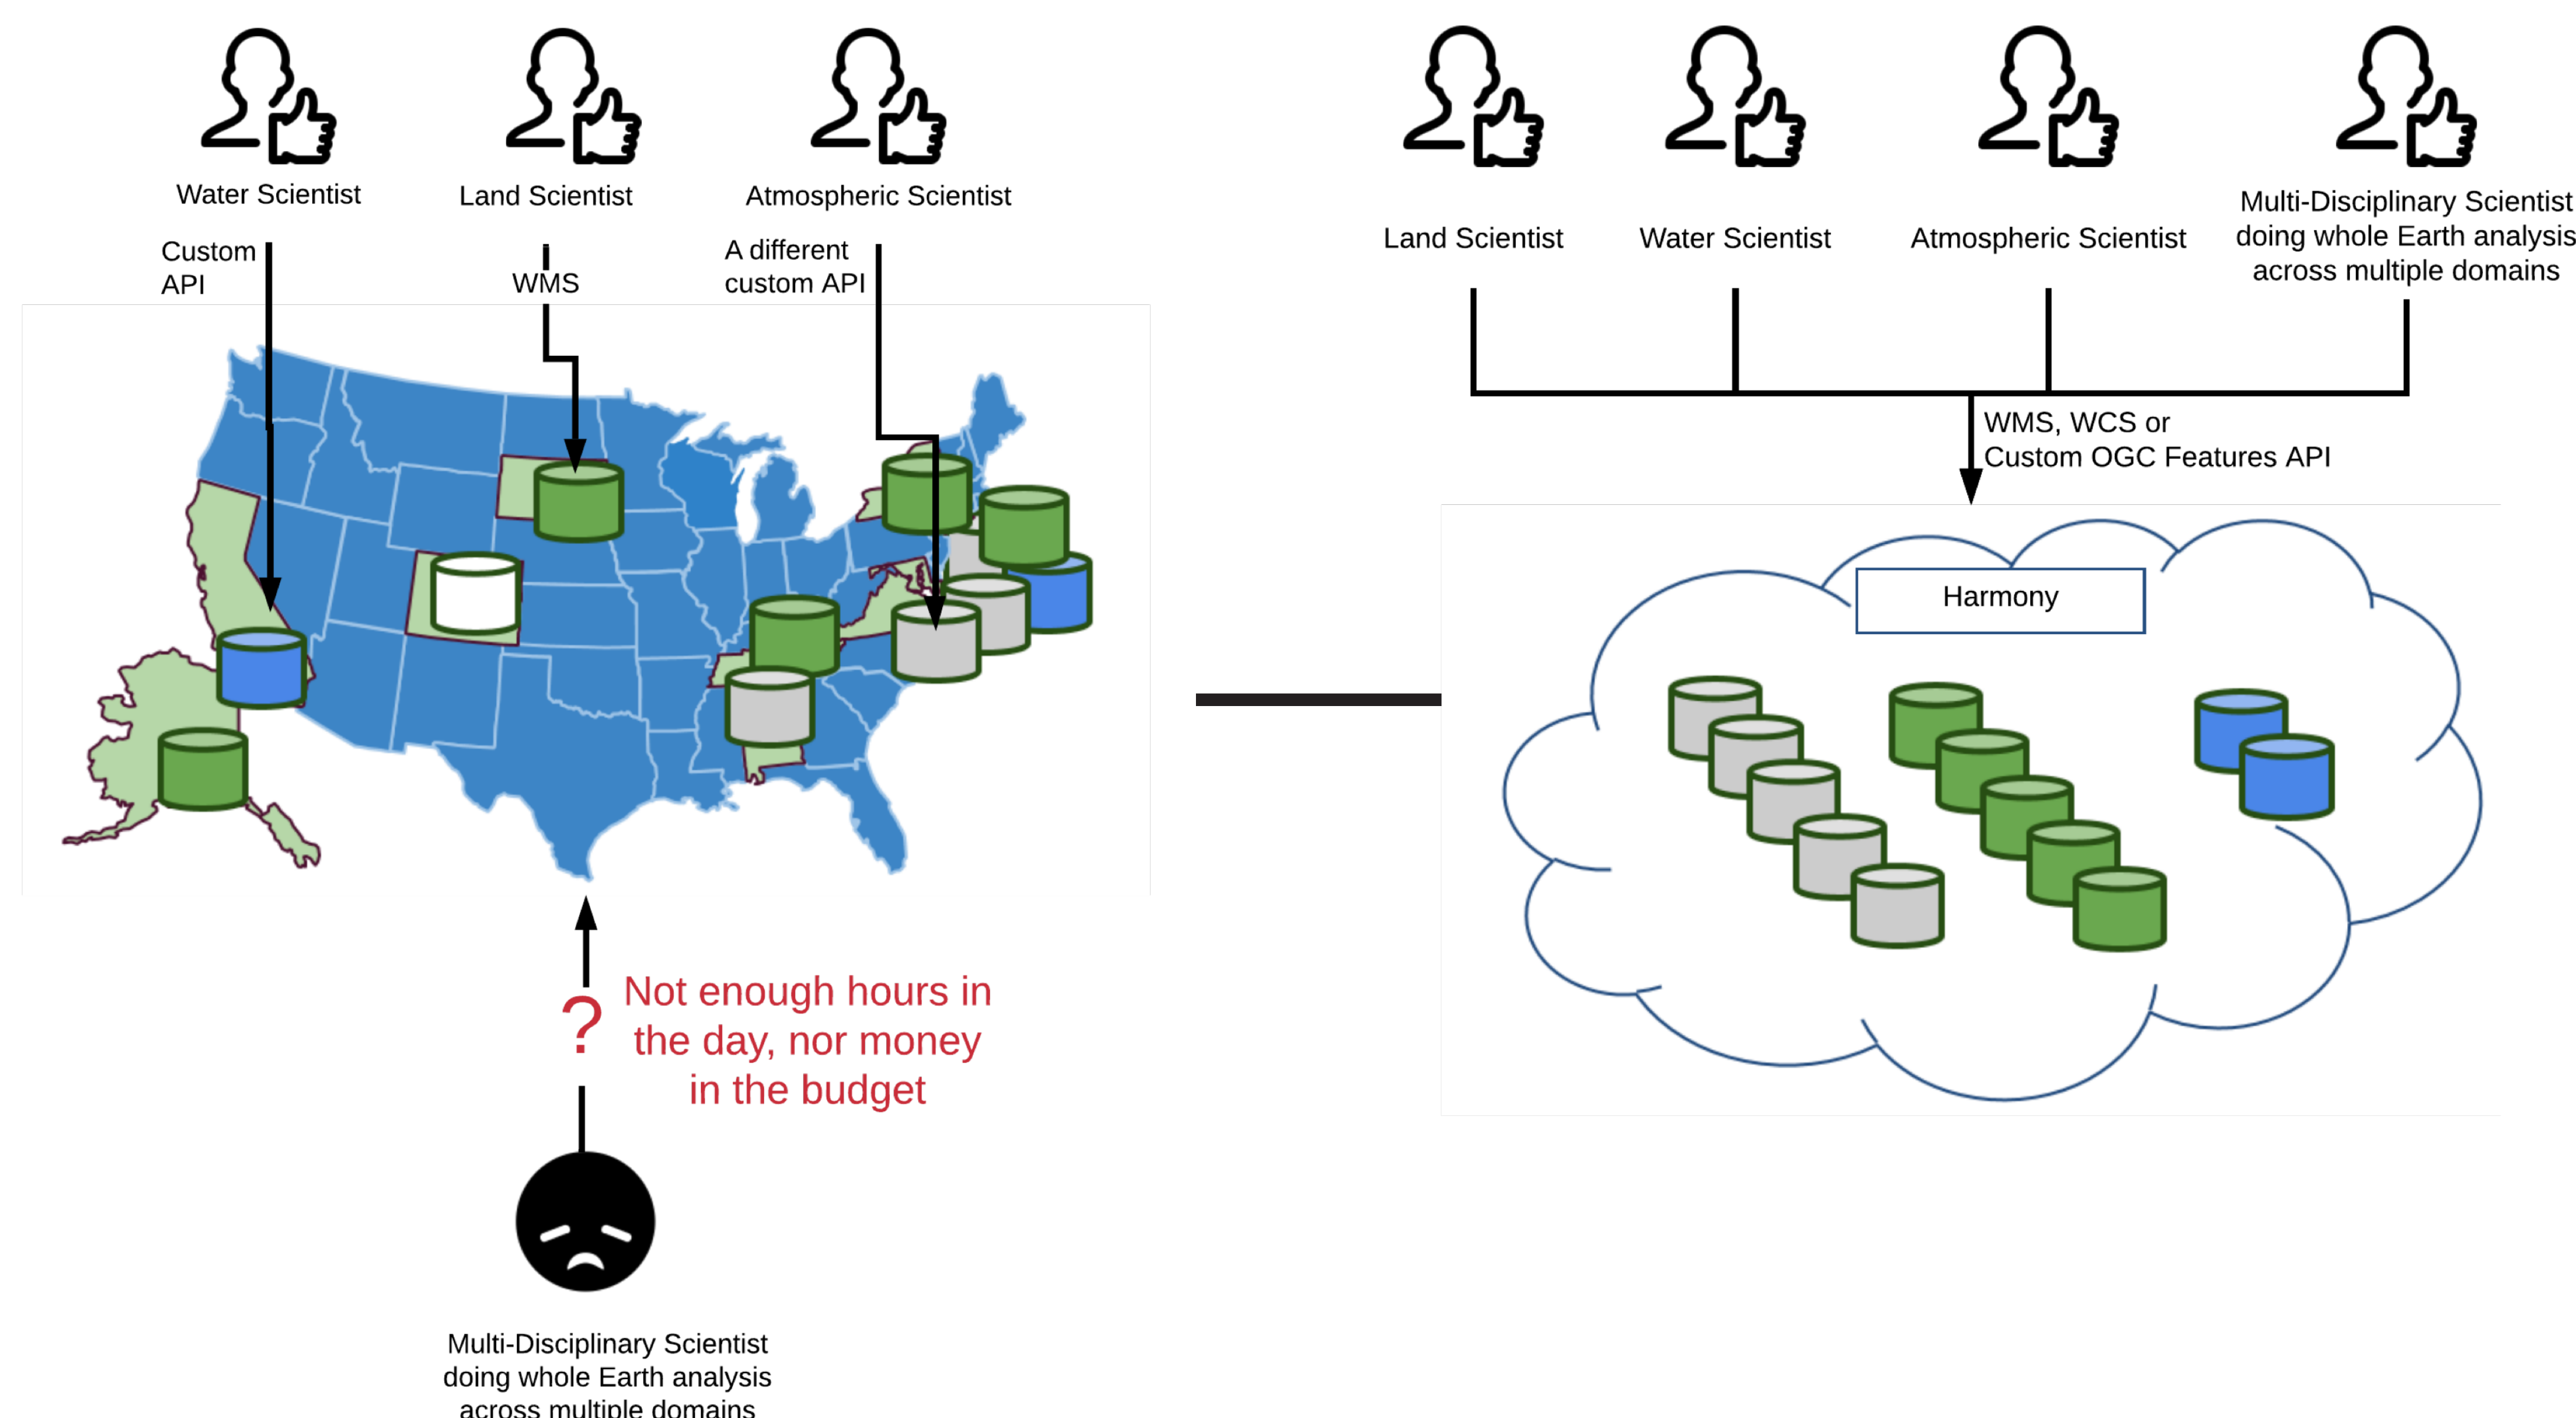 Water Scientist
Land Scientist
Atmospheric Scientist
Custom
API
WMS
A different
custom API
?
Not enough hours in
the day, nor money
in the budget
Multi-Disciplinary Scientist
doing whole Earth analysis
across multiple domains
Land Scientist
Water Scientist
Atmospheric Scientist
Multi-Disciplinary Scientist
doing whole Earth analysis
across multiple domains
WMS, WCS or
Custom OGC Features API
Harmony